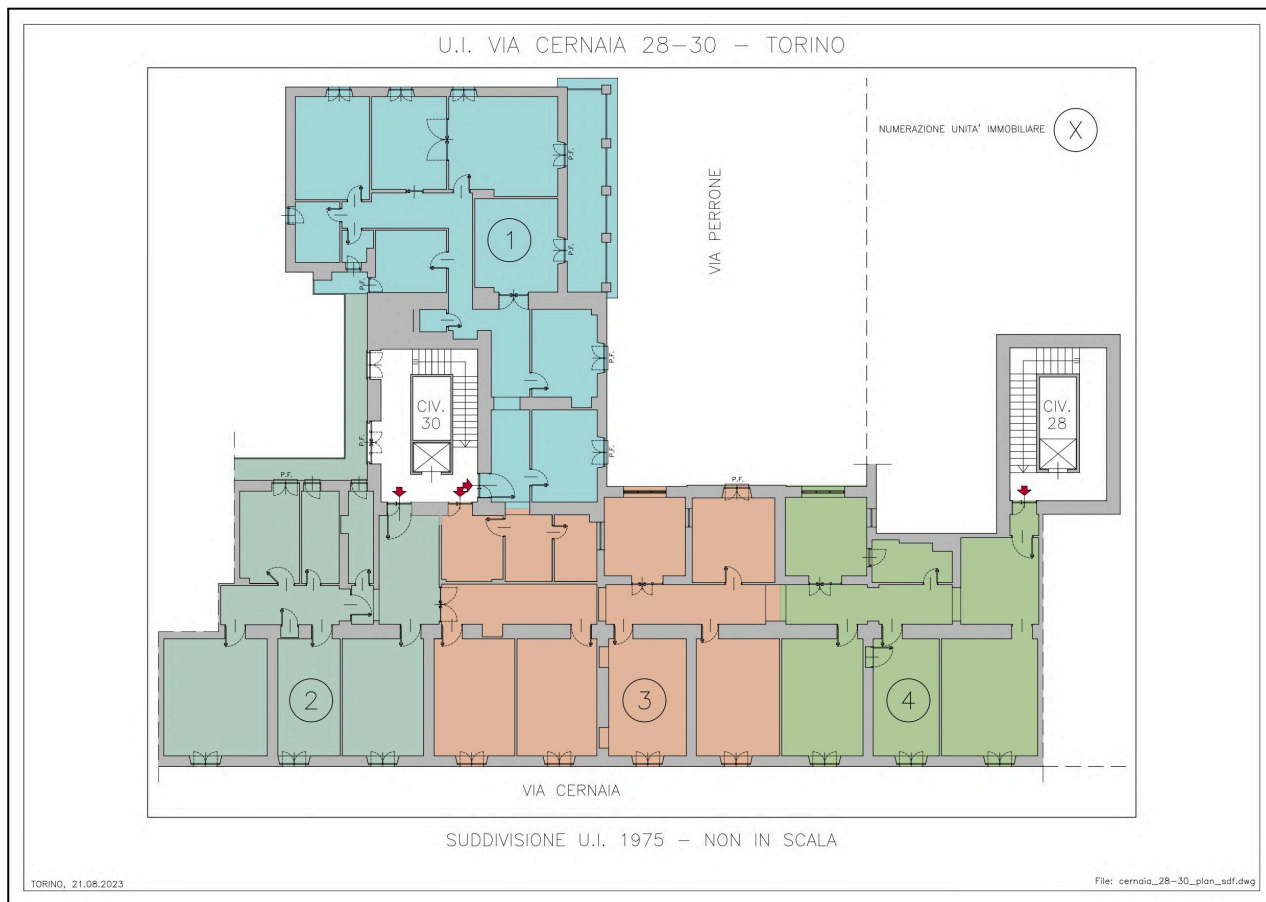 U.I. VIA CERNAIA 28-30 - TORINO
NUMERAZIONE UNITA' IMMOBILIARE X
P.F.
VIA PERRONE
1
P.F.
P.F.
P.F.
CIV.
30
CIV.
28
P.F.
P.F.
P.F.
P.F.
2
3
4
VIA CERNAIA
SUDDIVISIONE U.I. 1975 - NON IN SCALA
TORINO, 21.08.2023
File: cernaia_28-30_plan_sdf.dwg